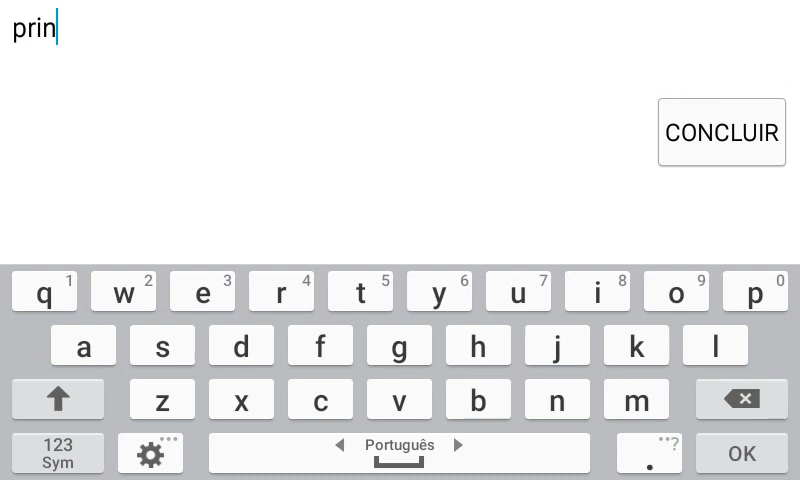 prin
CONCLUIR
q 1 w 2 e 3 r 4 t 5 y 6 u 7 i 8 o 9 p 0
a s d f g h j k l
z x c v b n m
123 Sym ... Português . ..? OK